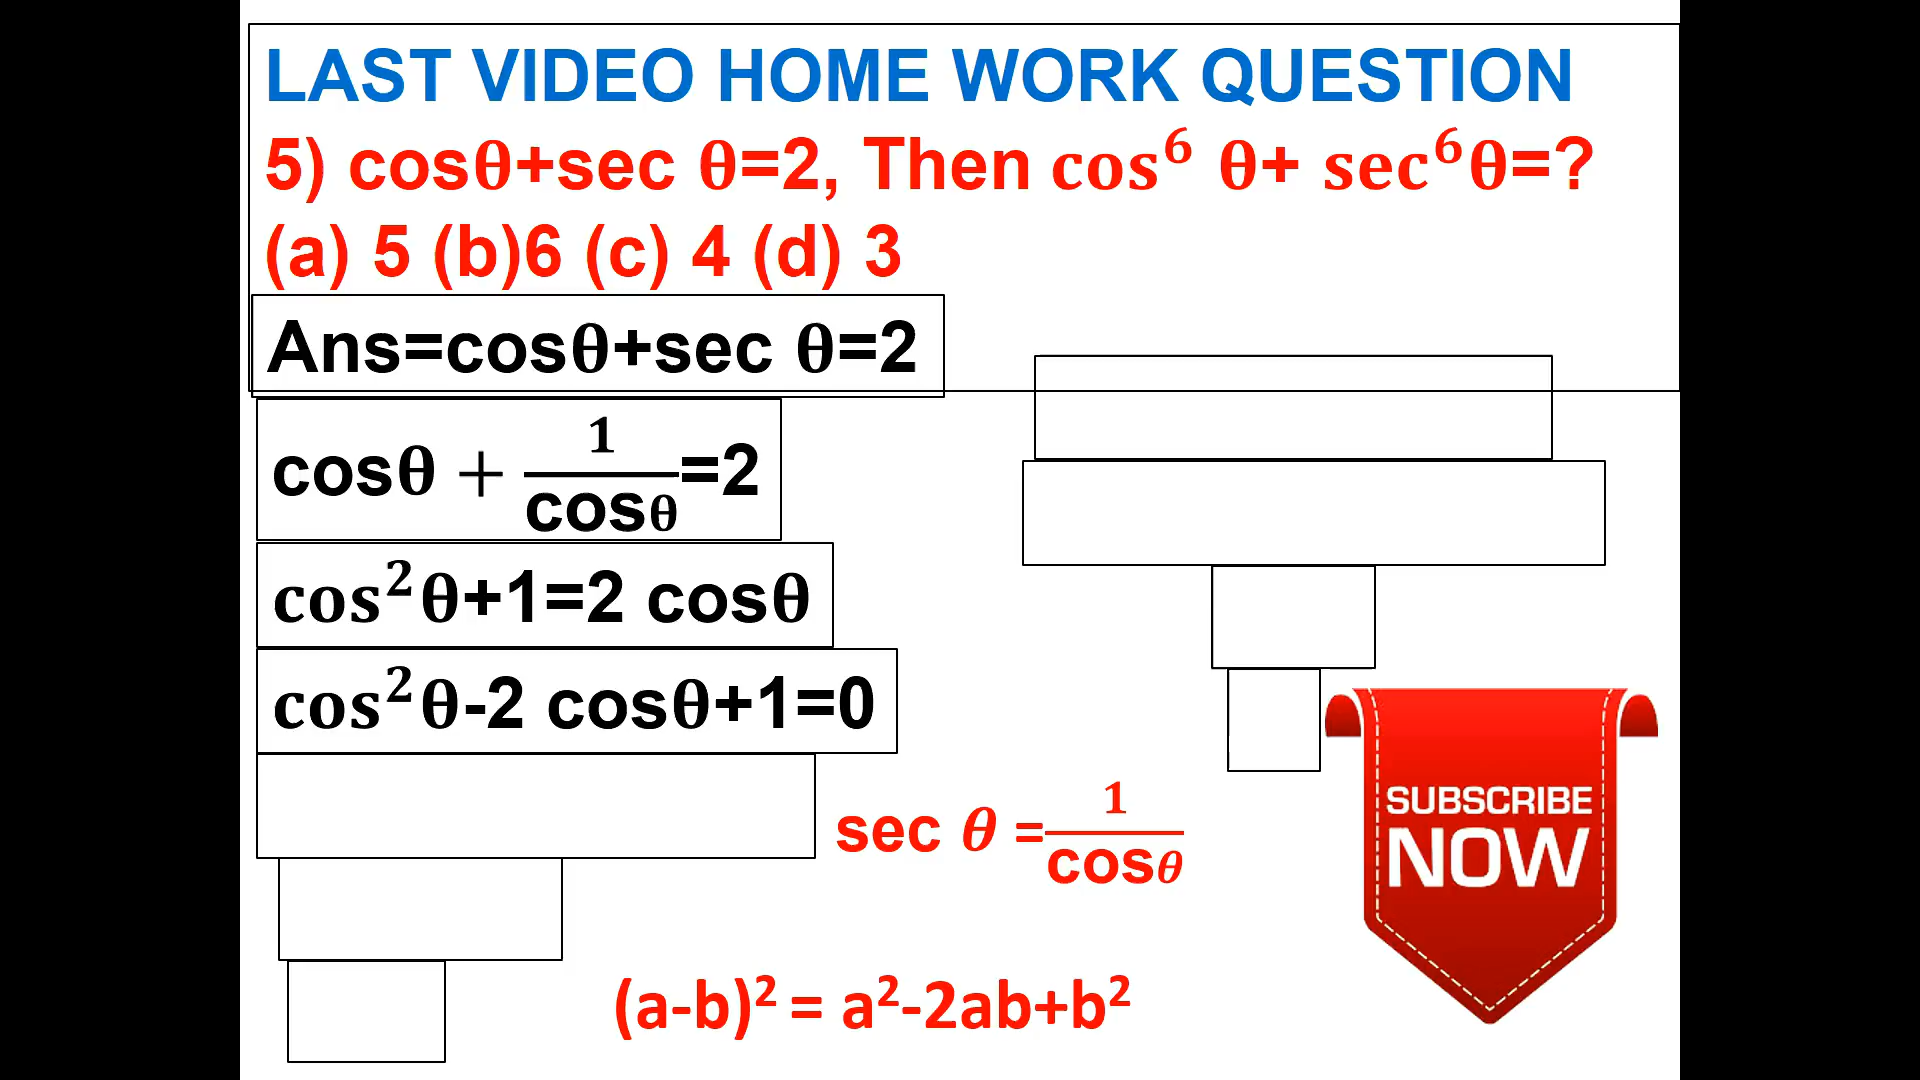 LAST VIDEO HOME WORK QUESTION
5) cosθ+sec θ=2, Then cos⁶ θ+ sec⁶θ=?
(a) 5 (b)6 (c) 4 (d) 3
Ans=cosθ+sec θ=2
cosθ + 1/cosθ=2
cos²θ+1=2 cosθ
cos²θ-2 cosθ+1=0
sec θ =1/cosθ
(a-b)² = a²-2ab+b²
SUBSCRIBE
NOW